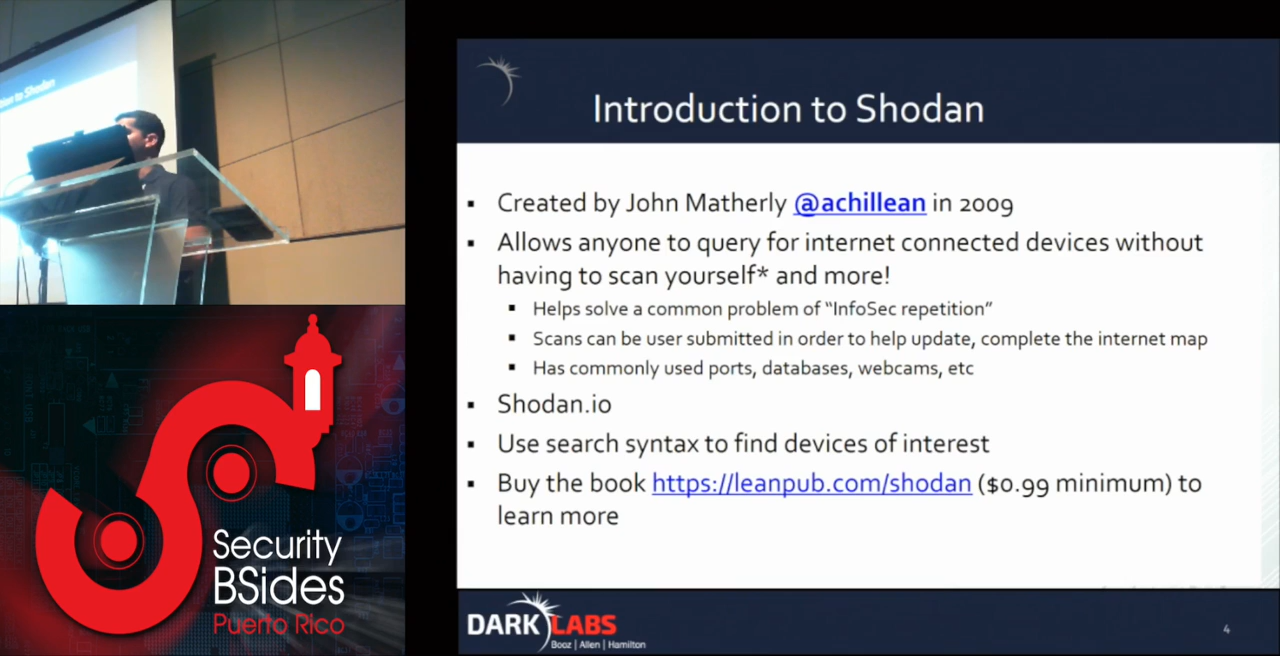 tion to Shodan
Security
BSides
Puerto Rico
Introduction to Shodan
▪ Created by John Matherly @achillean in 2009
▪ Allows anyone to query for internet connected devices without
having to scan yourself* and more!
▪ Helps solve a common problem of “InfoSec repetition”
▪ Scans can be user submitted in order to help update, complete the internet map
▪ Has commonly used ports, databases, webcams, etc
▪ Shodan.io
▪ Use search syntax to find devices of interest
▪ Buy the book https://leanpub.com/shodan ($0.99 minimum) to
learn more
DARK LABS
Booz | Allen | Hamilton
4